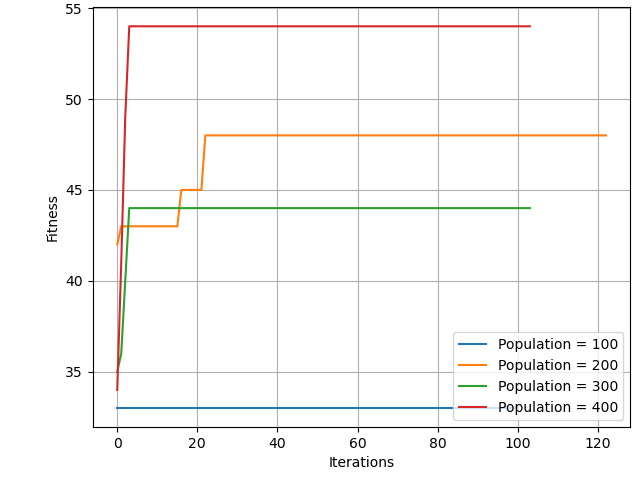 55
50
45
40
35
Fitness
0
20
40
60
80
100
120
Iterations
Population = 100
Population = 200
Population = 300
Population = 400